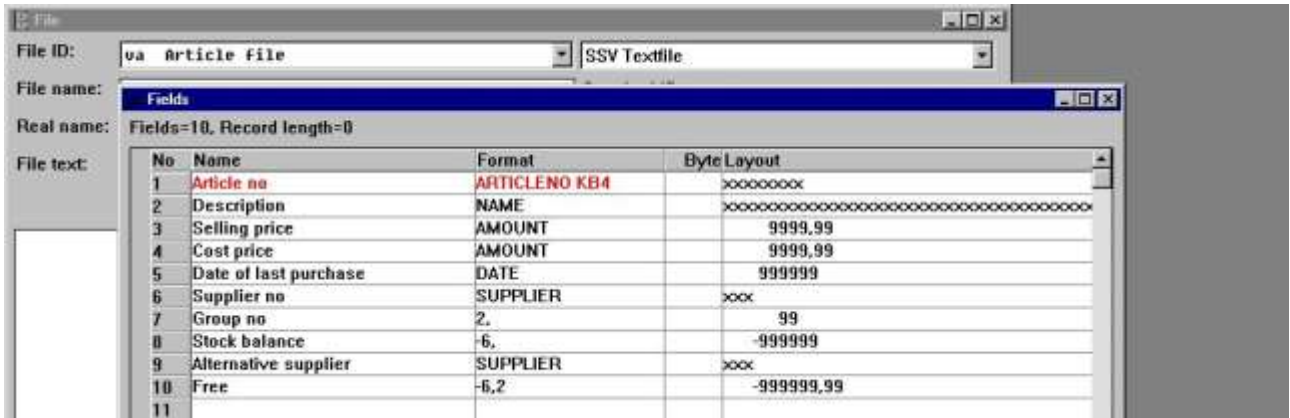 File
File ID: va Article file SSV Textfile
File name:
Fields
Real name: Fields=10, Record length=0
File text: No Name Format Byte Layout
1 Article no ARTICLENO KB4 xxxxxxxxx
2 Description NAME xxxxxxxxxxxxxxxxxxxxxxxxxxxxxxxxxxxxxxxx
3 Selling price AMOUNT 9999,99
4 Cost price AMOUNT 9999,99
5 Date of last purchase DATE 999999
6 Supplier no SUPPLIER xxx
7 Group no 2, 99
8 Stock balance -6, -999999
9 Alternative supplier SUPPLIER xxx
10 Free -6,2 -999999,99
11